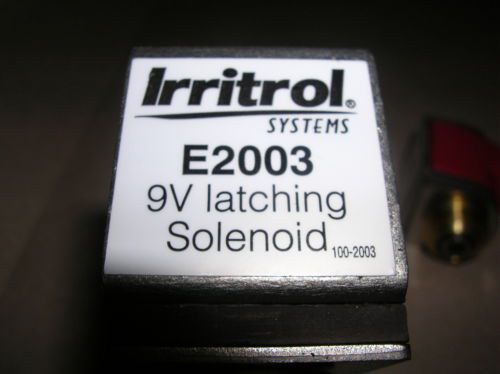 Irritrol®
SYSTEMS
E2003
9V latching
Solenoid 100-2003